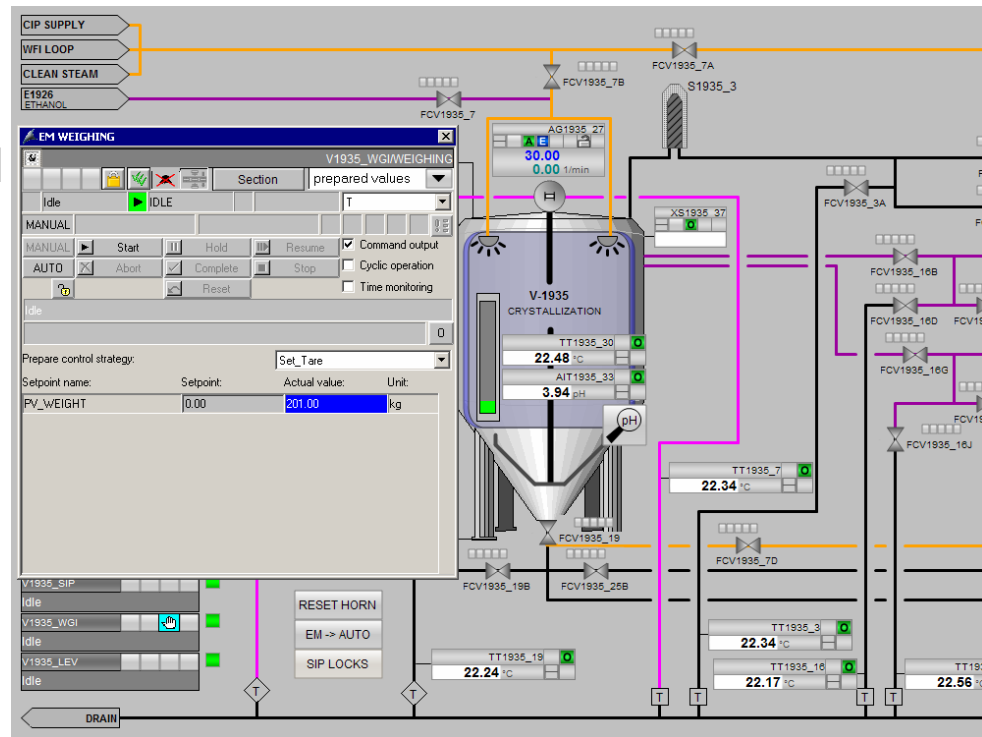 CIP SUPPLY
WFI LOOP
CLEAN STEAM
E1926
ETHANOL
FCV1935_7
FCV1935_7B
FCV1935_7A
S1935_3
AG1935_27
A E
30.00
0.00 1/min
XS1935_37
O
FCV1935_3A
FCV1935_16B
FCV1935_16D
FCV19
FCV1935_16G
FCV19
FCV1935_16J
V-1935
CRYSTALLIZATION
TT1935_30 O
22.48 °C
AIT1935_33 O
3.94 pH
pH
TT1935_7 O
22.34 °C
FCV1935_19
FCV1935_7D
FCV1935_19B
FCV1935_25B
TT1935_3 O
22.34 °C
TT1935_19 O
22.24 °C
TT1935_16 O
22.17 °C
TT193
22.56 °C
T
T
T
T
T
T
EM WEIGHING
V1935_WGI/WEIGHING
Section
prepared values
Idle
IDLE
T
MANUAL
MANUAL
Start
Hold
Resume
Command output
AUTO
Abort
Complete
Stop
Cyclic operation
Reset
Time monitoring
Idle
0
Prepare control strategy:
Set_Tare
Setpoint name: Setpoint: Actual value: Unit:
PV_WEIGHT 0.00 201.00 kg
V1935_SIP
Idle
V1935_WGI
Idle
V1935_LEV
Idle
RESET HORN
EM -> AUTO
SIP LOCKS
DRAIN